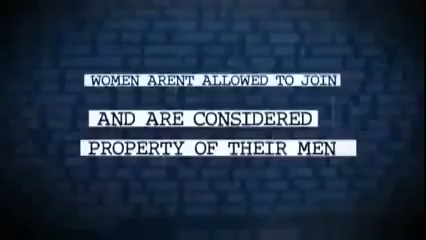 WOMEN ARENT ALLOWED TO JOIN
AND ARE CONSIDERED
PROPERTY OF THEIR MEN